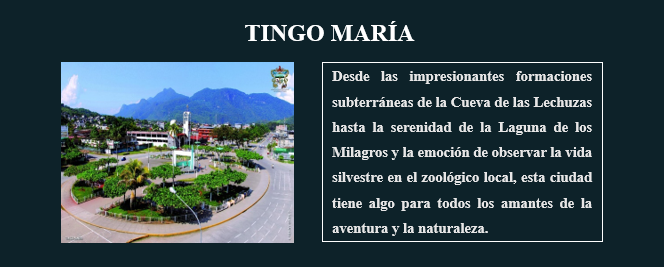 TINGO MARÍA
Desde las impresionantes formaciones
subterráneas de la Cueva de las Lechuzas
hasta la serenidad de la Laguna de los
Milagros y la emoción de observar la vida
silvestre en el zoológico local, esta ciudad
tiene algo para todos los amantes de la
aventura y la naturaleza.